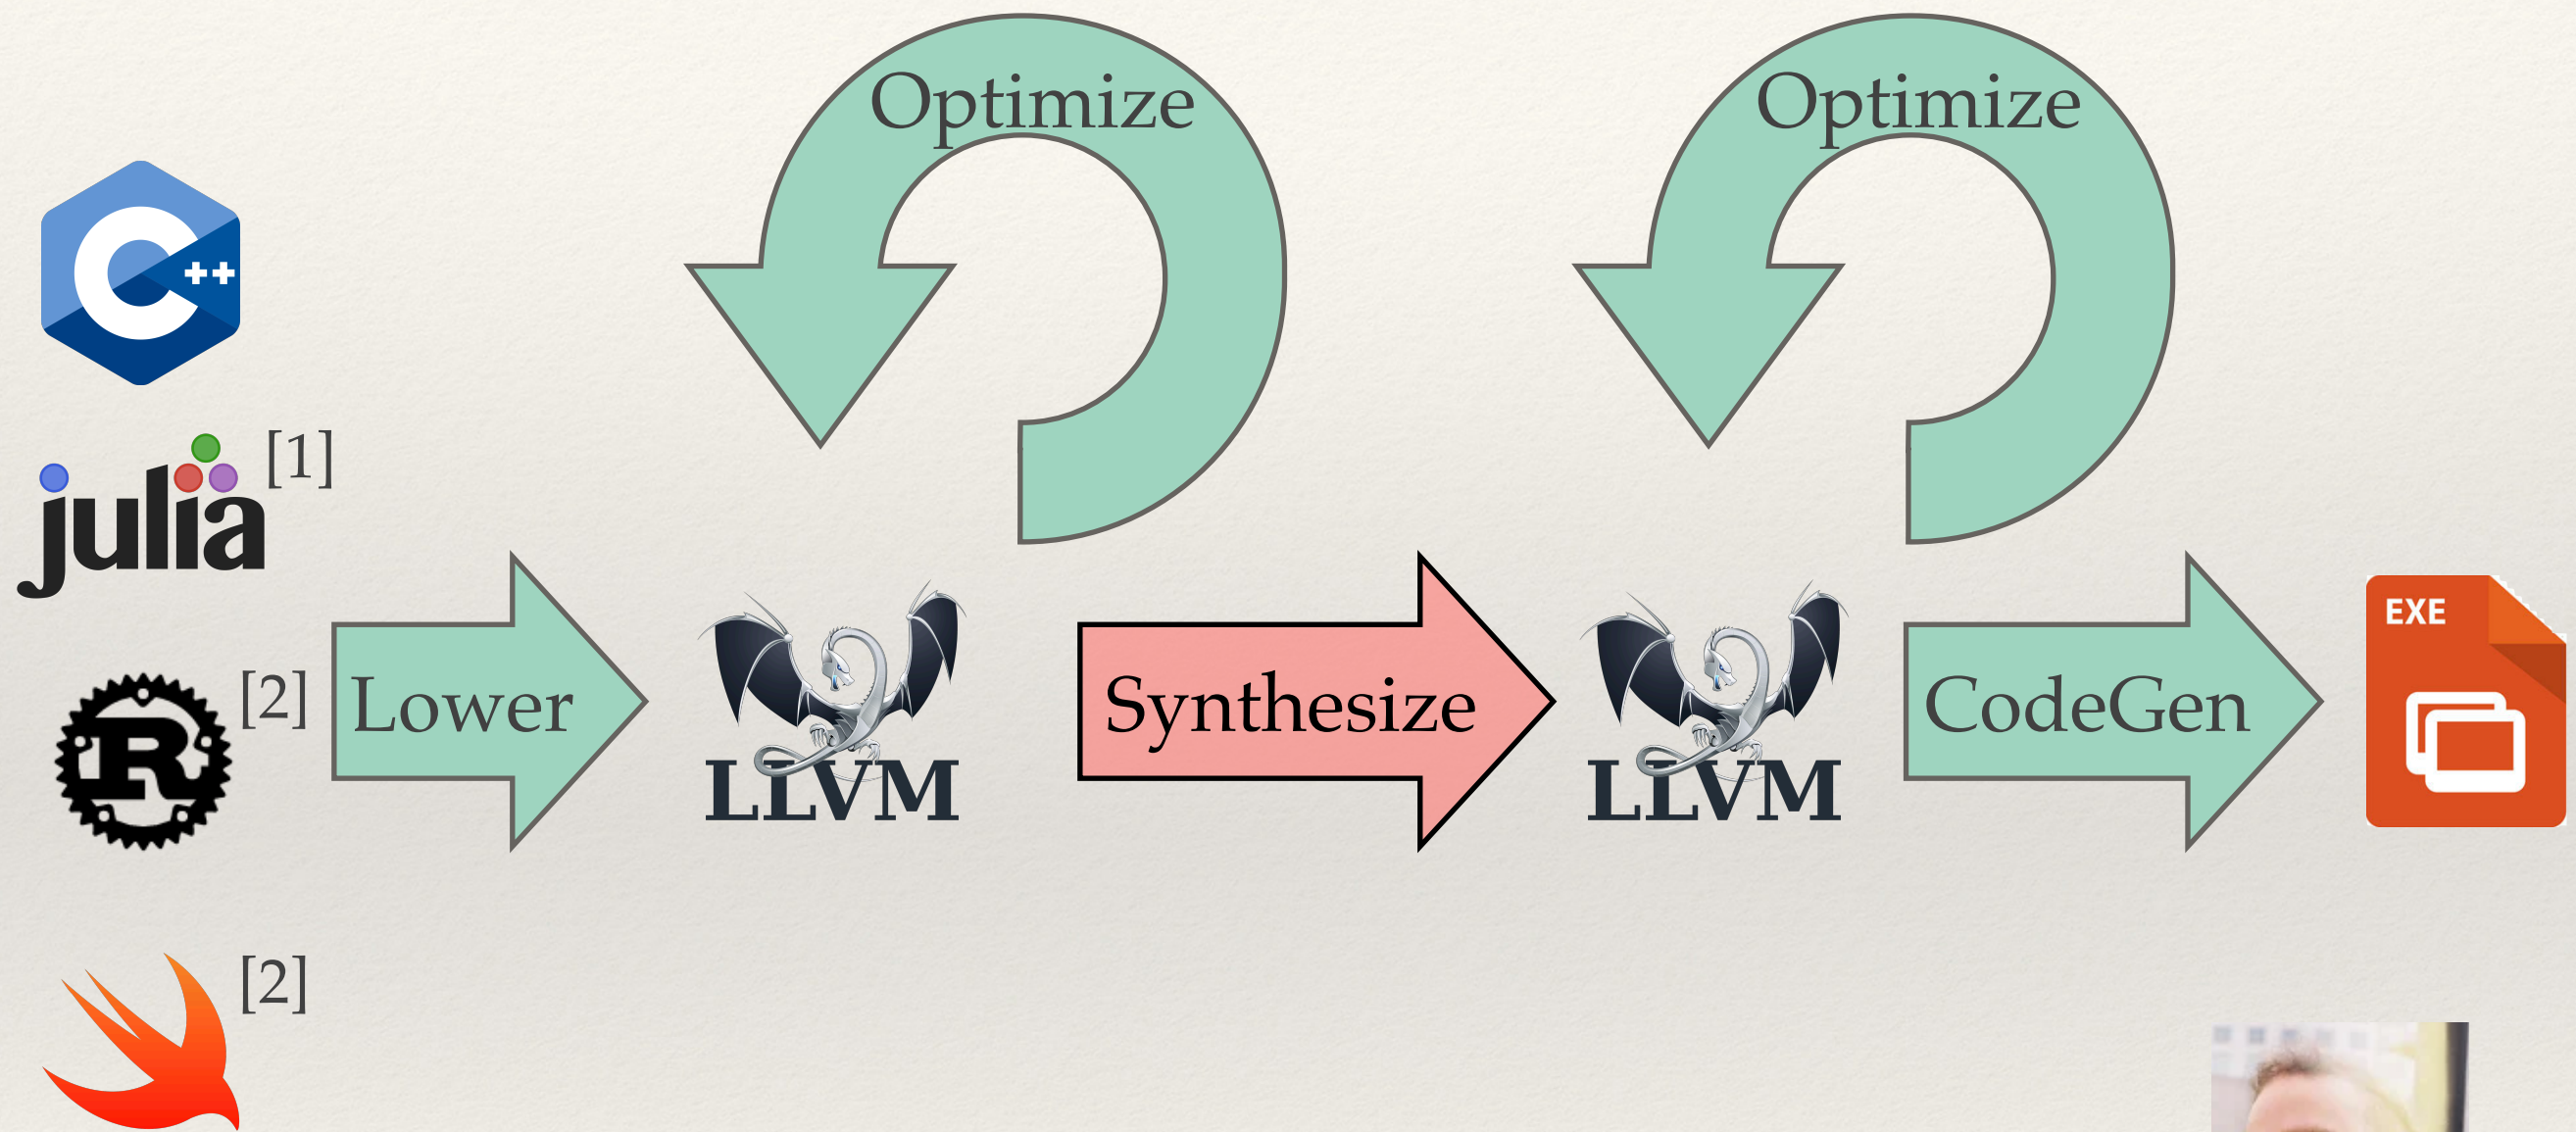 Optimize
Optimize
C++
julia
[1]
[2]
R
Lower
LLVM
Synthesize
LLVM
CodeGen
EXE
[2]